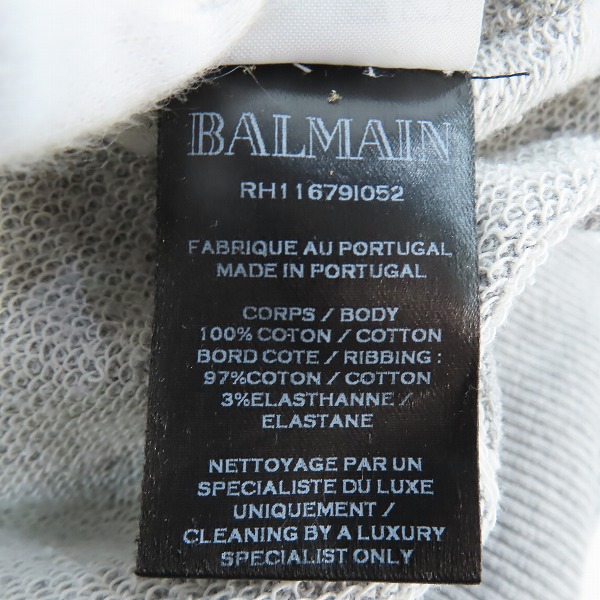 BALMAIN
RH11679I052
FABRIQUE AU PORTUGAL
MADE IN PORTUGAL
CORPS / BODY
100% COTON / COTTON
BORD COTE / RIBBING :
97%COTON / COTTON
3%ELASTHANNE /
ELASTANE
NETTOYAGE PAR UN
SPECIALISTE DU LUXE
UNIQUEMENT /
CLEANING BY A LUXURY
SPECIALIST ONLY